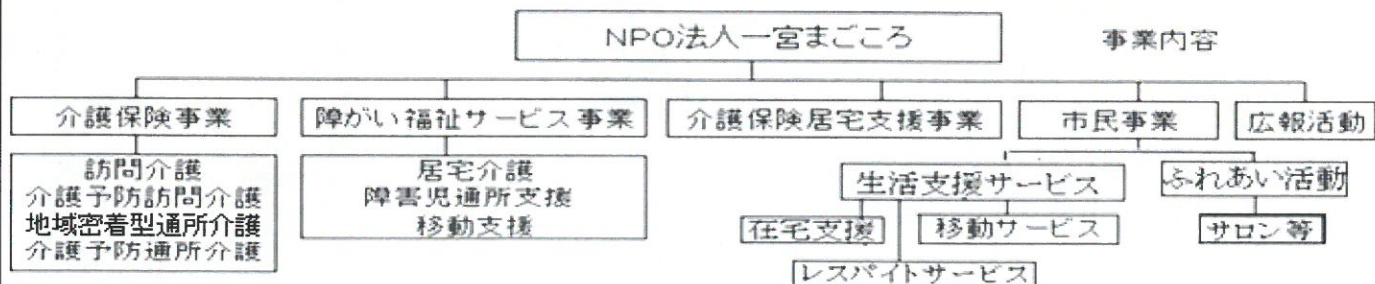 NPO法人一宮まごころ
事業内容
介護保険事業
障がい福祉サービス事業
介護保険居宅支援事業
市民事業
広報活動
訪問介護
介護予防訪問介護
地域密着型通所介護
介護予防通所介護
居宅介護
障害児通所支援
移動支援
生活支援サービス
ふれあい活動
在宅支援
移動サービス
サロン等
レスパイトサービス